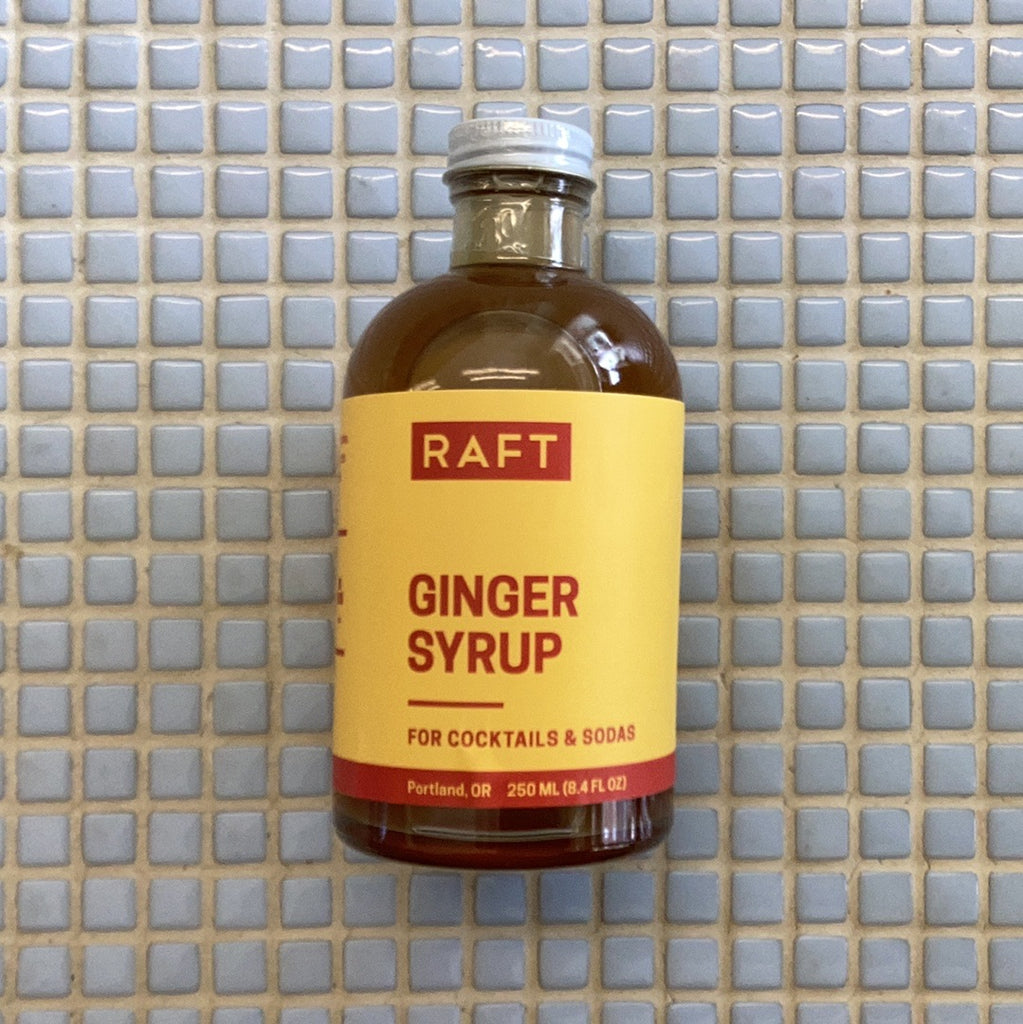 RAFT
GINGER
SYRUP
FOR COCKTAILS & SODAS
Portland, OR 250 ML (8.4 FL OZ)